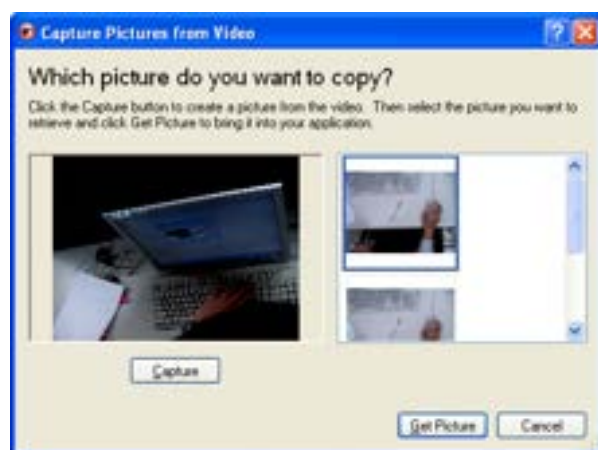 Capture Pictures from Video
Which picture do you want to copy?
Click the Capture button to create a picture from the video. Then select the picture you want to
retrieve and click Get Picture to bring it into your application.
Capture
Get Picture
Cancel